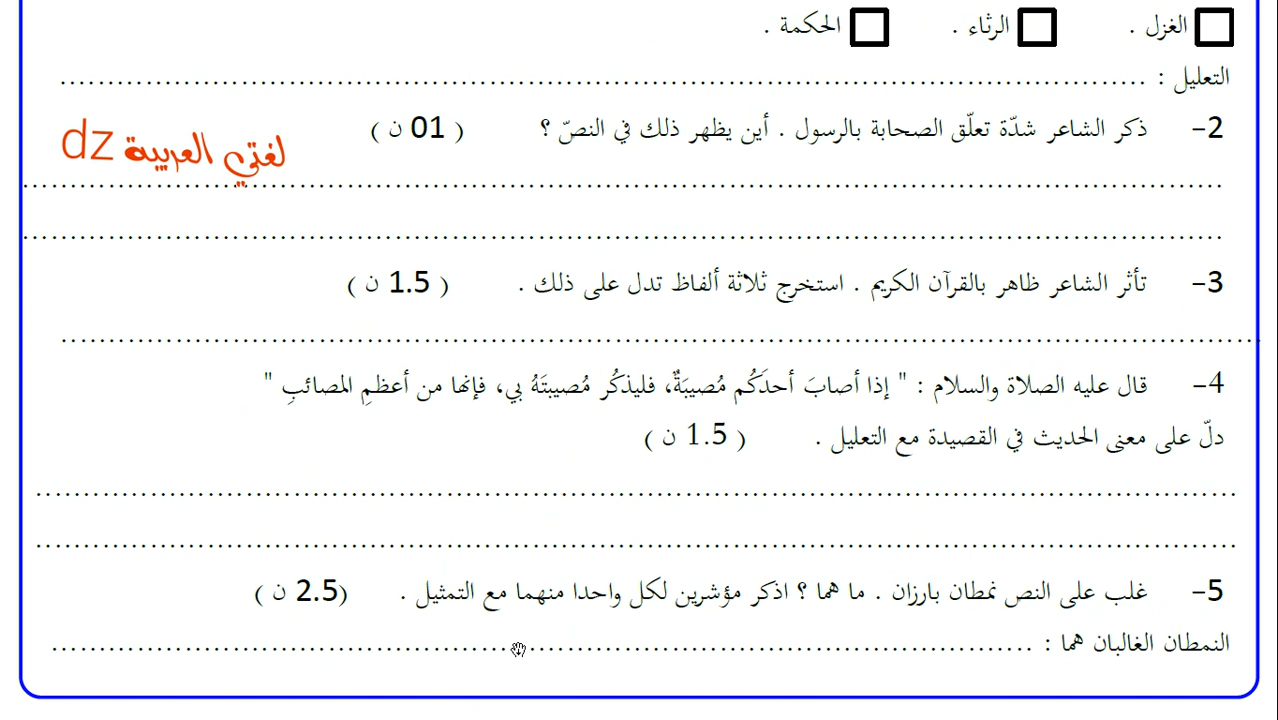 الغزل . الرثاء . الحكمة .
التعليل : ..........................................................................................
2- ذكر الشاعر شدّة تعلّق الصحابة بالرسول . أين يظهر ذلك في النصّ ؟ ( 01 ن )
لغتي العربية dz
..........................................................................................
..........................................................................................
3- تأثر الشاعر ظاهر بالقرآن الكريم . استخرج ثلاثة ألفاظ تدل على ذلك . ( 1.5 ن )
..........................................................................................
4- قال عليه الصلاة والسلام : " إذا أصابَ أحدَكُم مُصيبَةٌ، فليذكُر مُصيبتَهُ بي، فإنها من أعظمِ المصائبِ "
دلّ على معنى الحديث في القصيدة مع التعليل . ( 1.5 ن )
..........................................................................................
..........................................................................................
5- غلب على النص نمطان بارزان . ما هما ؟ اذكر مؤشرين لكل واحدا منهما مع التمثيل . ( 2.5 ن )
النمطان الغالبان هما : ..........................................................................................